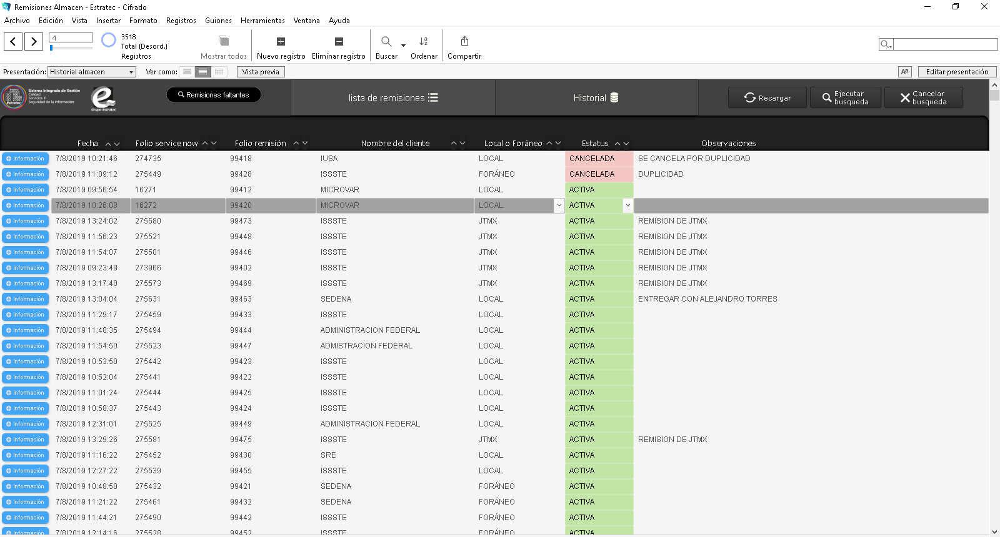 Remisiones Almacen - Estratec - Cifrado
Archivo Edición Vista Insertar Formato Registros Guiones Herramientas Ventana Ayuda
4
3518
Total (Desord.)
Registros
Mostrar todos Nuevo registro Eliminar registro Buscar Ordenar Compartir
Presentación: Historial almacen Ver como: Vista previa Aa Editar presentación
Sistema Integrado de Gestión
Calidad
Servicios TI
Seguridad de la información
Estratec
Grupo Estratec
Remisiones faltantes
lista de remisiones
Historial
Recargar
Ejecutar busqueda
Cancelar busqueda
Fecha Folio service now Folio remisión Nombre del cliente Local o Foráneo Estatus Observaciones
Información 7/8/2019 10:21:46 274735 99418 IUSA LOCAL CANCELADA SE CANCELA POR DUPLICIDAD
Información 7/8/2019 11:09:12 275449 99428 ISSSTE FORÁNEO CANCELADA DUPLICIDAD
Información 7/8/2019 09:56:54 16271 99412 MICROVAR LOCAL ACTIVA
Información 7/8/2019 10:26:08 16272 99420 MICROVAR LOCAL ACTIVA
Información 7/8/2019 13:24:02 275580 99473 ISSSTE JTMX ACTIVA REMISION DE JTMX
Información 7/8/2019 11:56:23 275521 99448 ISSSTE JTMX ACTIVA REMISION DE JTMX
Información 7/8/2019 11:54:07 275501 99446 ISSSTE JTMX ACTIVA REMISION DE JTMX
Información 7/8/2019 09:23:49 273966 99402 ISSSTE JTMX ACTIVA REMISION DE JTMX
Información 7/8/2019 13:17:40 275573 99469 ISSSTE JTMX ACTIVA REMISION DE JTMX
Información 7/8/2019 13:04:04 275631 99463 SEDENA LOCAL ACTIVA ENTREGAR CON ALEJANDRO TORRES
Información 7/8/2019 11:29:17 275459 99433 ISSSTE LOCAL ACTIVA
Información 7/8/2019 11:48:35 275494 99444 ADMINISTRACION FEDERAL LOCAL ACTIVA
Información 7/8/2019 11:54:50 275523 99447 ADMISTRACION FEDERAL LOCAL ACTIVA
Información 7/8/2019 10:53:50 275442 99423 ISSSTE LOCAL ACTIVA
Información 7/8/2019 10:52:04 275441 99422 ISSSTE LOCAL ACTIVA
Información 7/8/2019 11:01:24 275444 99425 ISSSTE LOCAL ACTIVA
Información 7/8/2019 10:58:37 275443 99424 ISSSTE LOCAL ACTIVA
Información 7/8/2019 12:31:01 275525 99449 ADMINISTRACION FEDERAL LOCAL ACTIVA
Información 7/8/2019 13:29:26 275581 99475 ISSSTE JTMX ACTIVA REMISION DE JTMX
Información 7/8/2019 11:16:22 275452 99430 SRE LOCAL ACTIVA
Información 7/8/2019 12:27:22 275539 99455 ISSSTE LOCAL ACTIVA
Información 7/8/2019 10:48:50 275432 99421 SEDENA FORÁNEO ACTIVA
Información 7/8/2019 11:21:22 275461 99432 SEDENA FORÁNEO ACTIVA
Información 7/8/2019 11:44:21 275490 99442 ISSSTE FORÁNEO ACTIVA
Información 7/8/2019 12:14:16 275528 99452 ISSSTE FORÁNEO ACTIVA